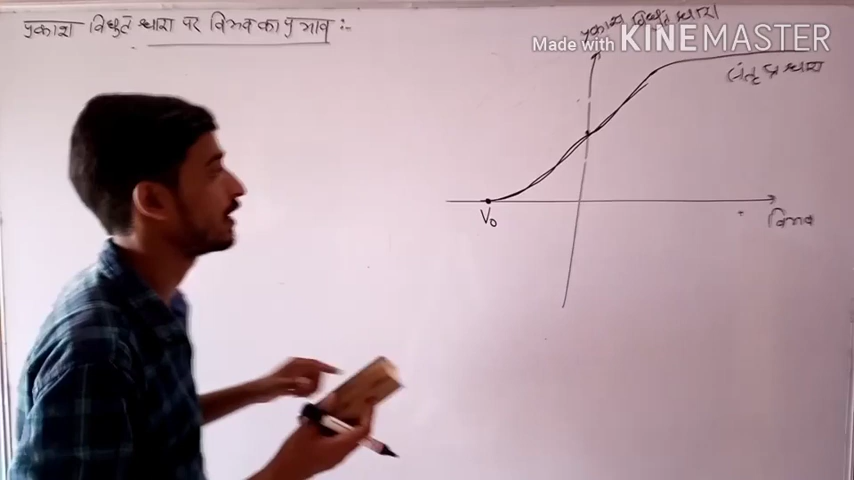 प्रकाश विधुत धारा पर विभव का प्रभाव :-
प्रकाश विधुत धारा
Made with KINEMASTER
संतृप्त धारा
V₀
विभव